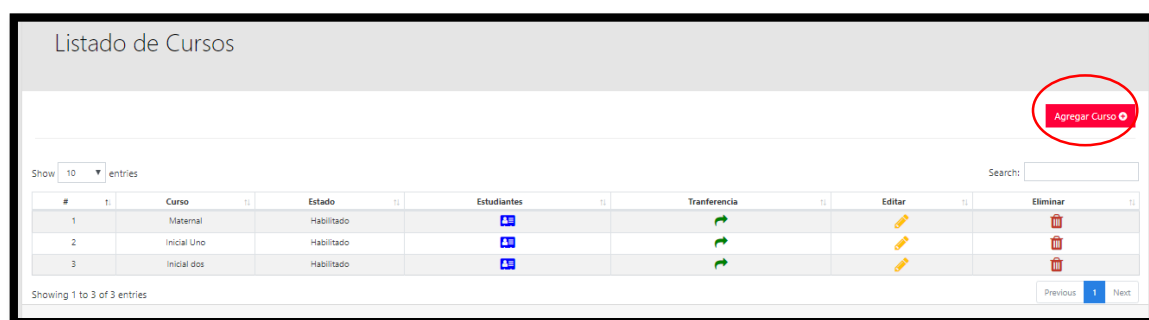 Listado de Cursos
Agregar Curso
Show 10 entries Search:
# Curso Estado Estudiantes Tranferencia Editar Eliminar
1 Maternal Habilitado
2 Inicial Uno Habilitado
3 Inicial dos Habilitado
Showing 1 to 3 of 3 entries Previous 1 Next